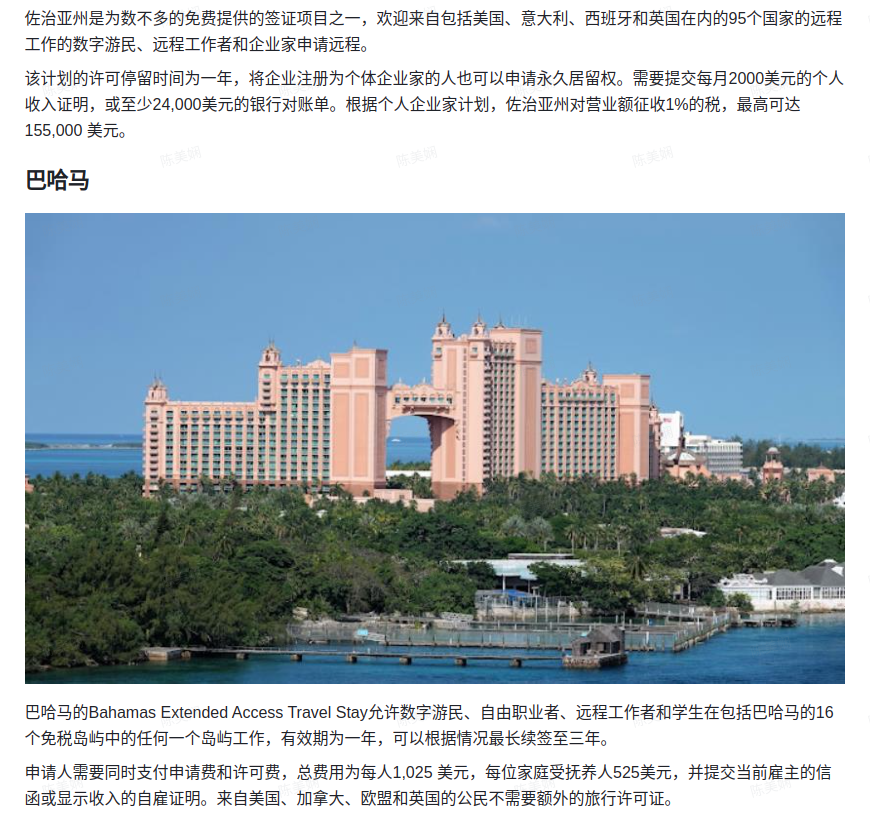 佐治亚州是为数不多的免费提供的签证项目之一，欢迎来自包括美国、意大利、西班牙和英国在内的95个国家的远程
工作的数字游民、远程工作者和企业家申请远程。
该计划的许可停留时间为一年，将企业注册为个体企业家的人也可以申请永久居留权。需要提交每月2000美元的个人
收入证明，或至少24,000美元的银行对账单。根据个人企业家计划，佐治亚州对营业额征收1%的税，最高可达
155,000 美元。
陈美娴 陈美娴 陈美娴
巴哈马
巴哈马的Bahamas Extended Access Travel Stay允许数字游民、自由职业者、远程工作者和学生在包括巴哈马的16
个免税岛屿中的任何一个岛屿工作，有效期为一年，可以根据情况最长续签至三年。
申请人需要同时支付申请费和许可费，总费用为每人1,025 美元，每位家庭受抚养人525美元，并提交当前雇主的信
函或显示收入的自雇证明。来自美国、加拿大、欧盟和英国的公民不需要额外的旅行许可证。